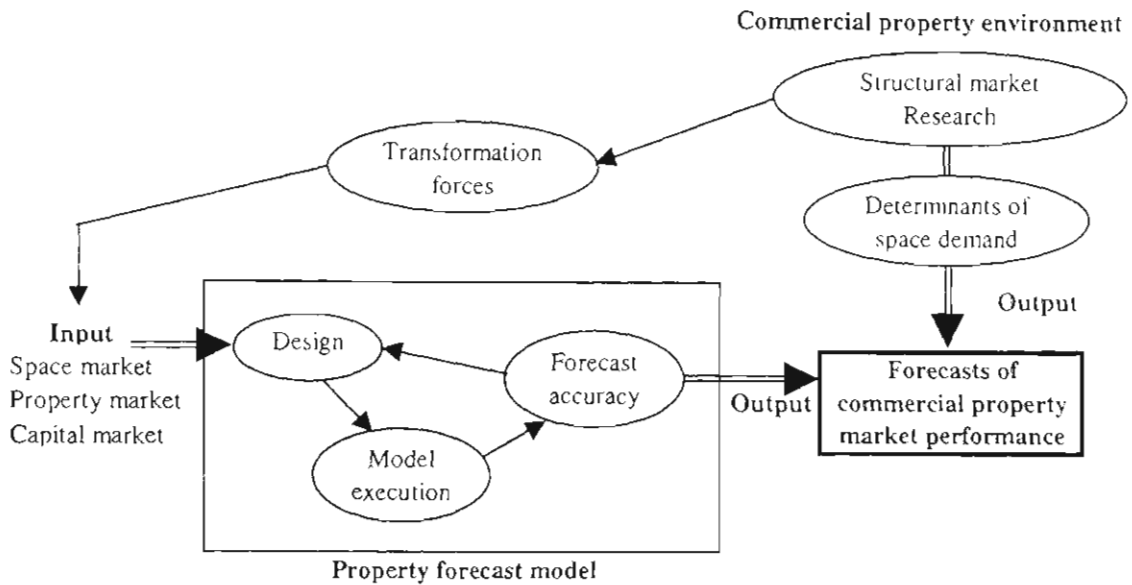 Commercial property environment
Structural market
Research
Transformation
forces
Determinants of
space demand
Output
Input
Space market
Property market
Capital market
Design
Forecast
accuracy
Model
execution
Output
Forecasts of
commercial property
market performance
Property forecast model